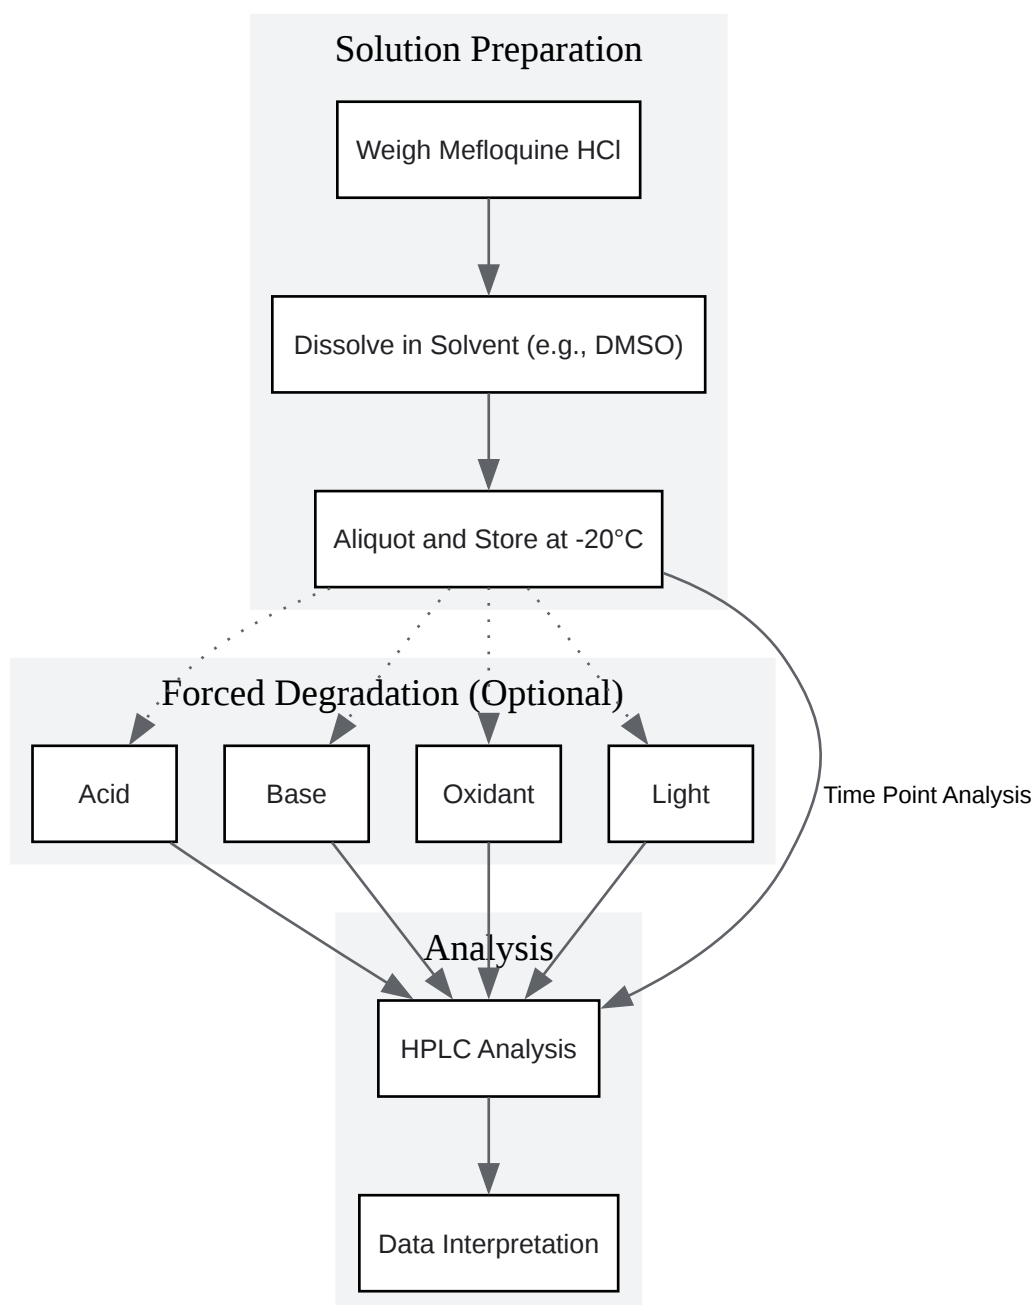 Solution Preparation
Weigh Mefloquine HCl
Dissolve in Solvent (e.g., DMSO)
Aliquot and Store at -20°C
Forced Degradation (Optional)
Acid
Base
Oxidant
Light
Time Point Analysis
Analysis
HPLC Analysis
Data Interpretation